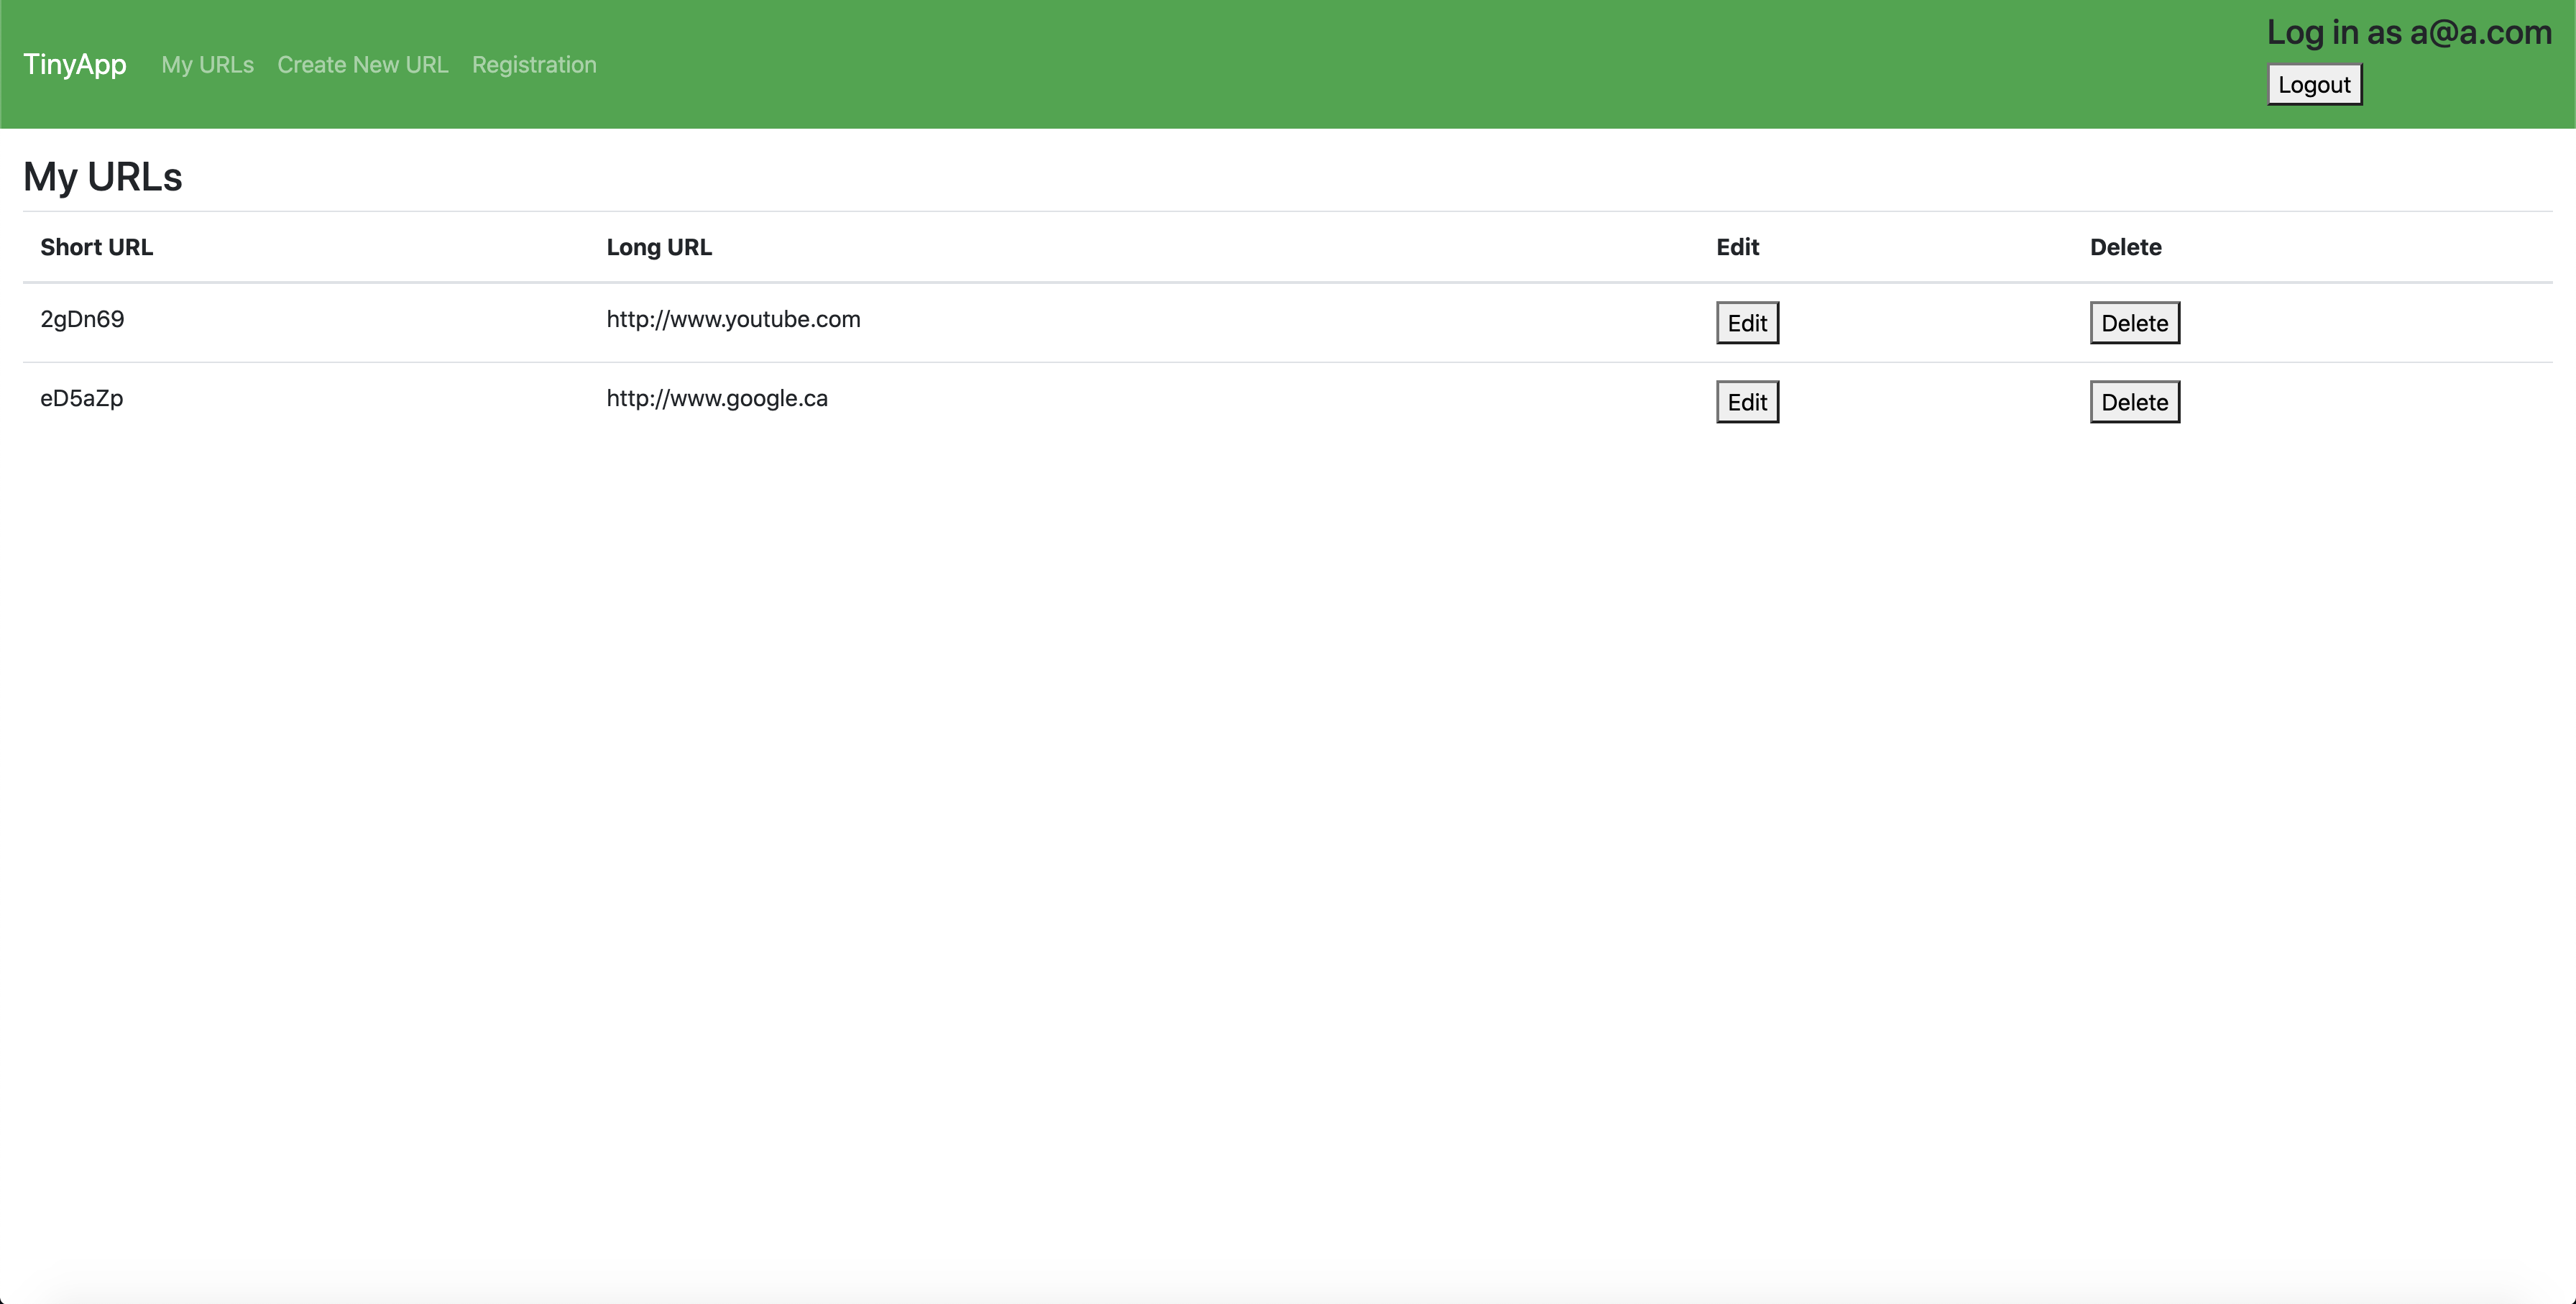 TinyApp My URLs Create New URL Registration
Log in as a@a.com
Logout
My URLs
Short URL Long URL Edit Delete
2gDn69 http://www.youtube.com Edit Delete
eD5aZp http://www.google.ca Edit Delete